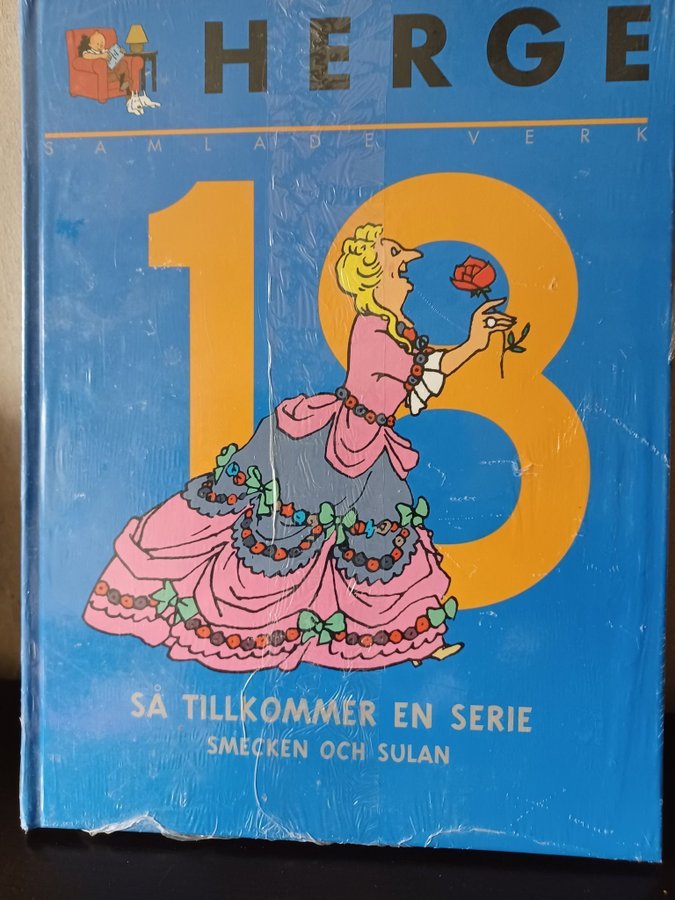 HERGE
SAMLADE VERK
18
SÅ TILLKOMMER EN SERIE
SMECKEN OCH SULAN